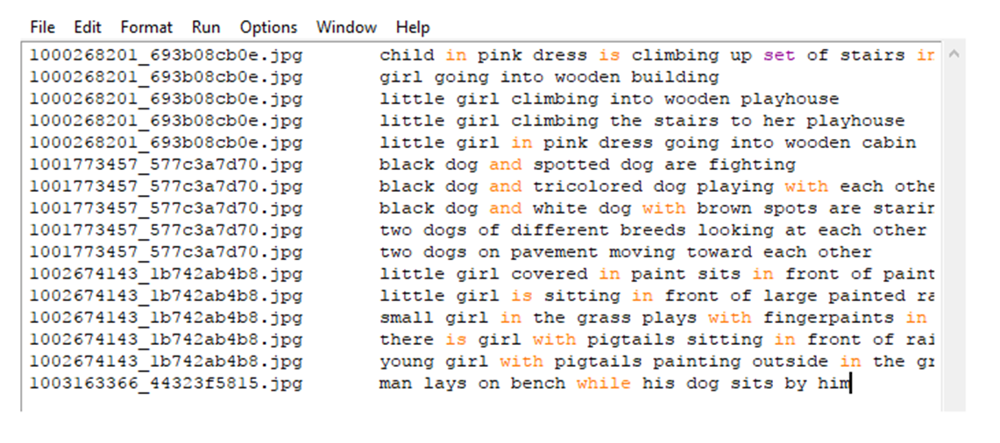 File Edit Format Run Options Window Help
1000268201_693b08cb0e.jpg child in pink dress is climbing up set of stairs in
1000268201_693b08cb0e.jpg girl going into wooden building
1000268201_693b08cb0e.jpg little girl climbing into wooden playhouse
1000268201_693b08cb0e.jpg little girl climbing the stairs to her playhouse
1000268201_693b08cb0e.jpg little girl in pink dress going into wooden cabin
1001773457_577c3a7d70.jpg black dog and spotted dog are fighting
1001773457_577c3a7d70.jpg black dog and tricolored dog playing with each othe
1001773457_577c3a7d70.jpg black dog and white dog with brown spots are starin
1001773457_577c3a7d70.jpg two dogs of different breeds looking at each other
1001773457_577c3a7d70.jpg two dogs on pavement moving toward each other
1002674143_1b742ab4b8.jpg little girl covered in paint sits in front of paint
1002674143_1b742ab4b8.jpg little girl is sitting in front of large painted ra
1002674143_1b742ab4b8.jpg small girl in the grass plays with fingerpaints in
1002674143_1b742ab4b8.jpg there is girl with pigtails sitting in front of rai
1002674143_1b742ab4b8.jpg young girl with pigtails painting outside in the gr
1003163366_44323f5815.jpg man lays on bench while his dog sits by him